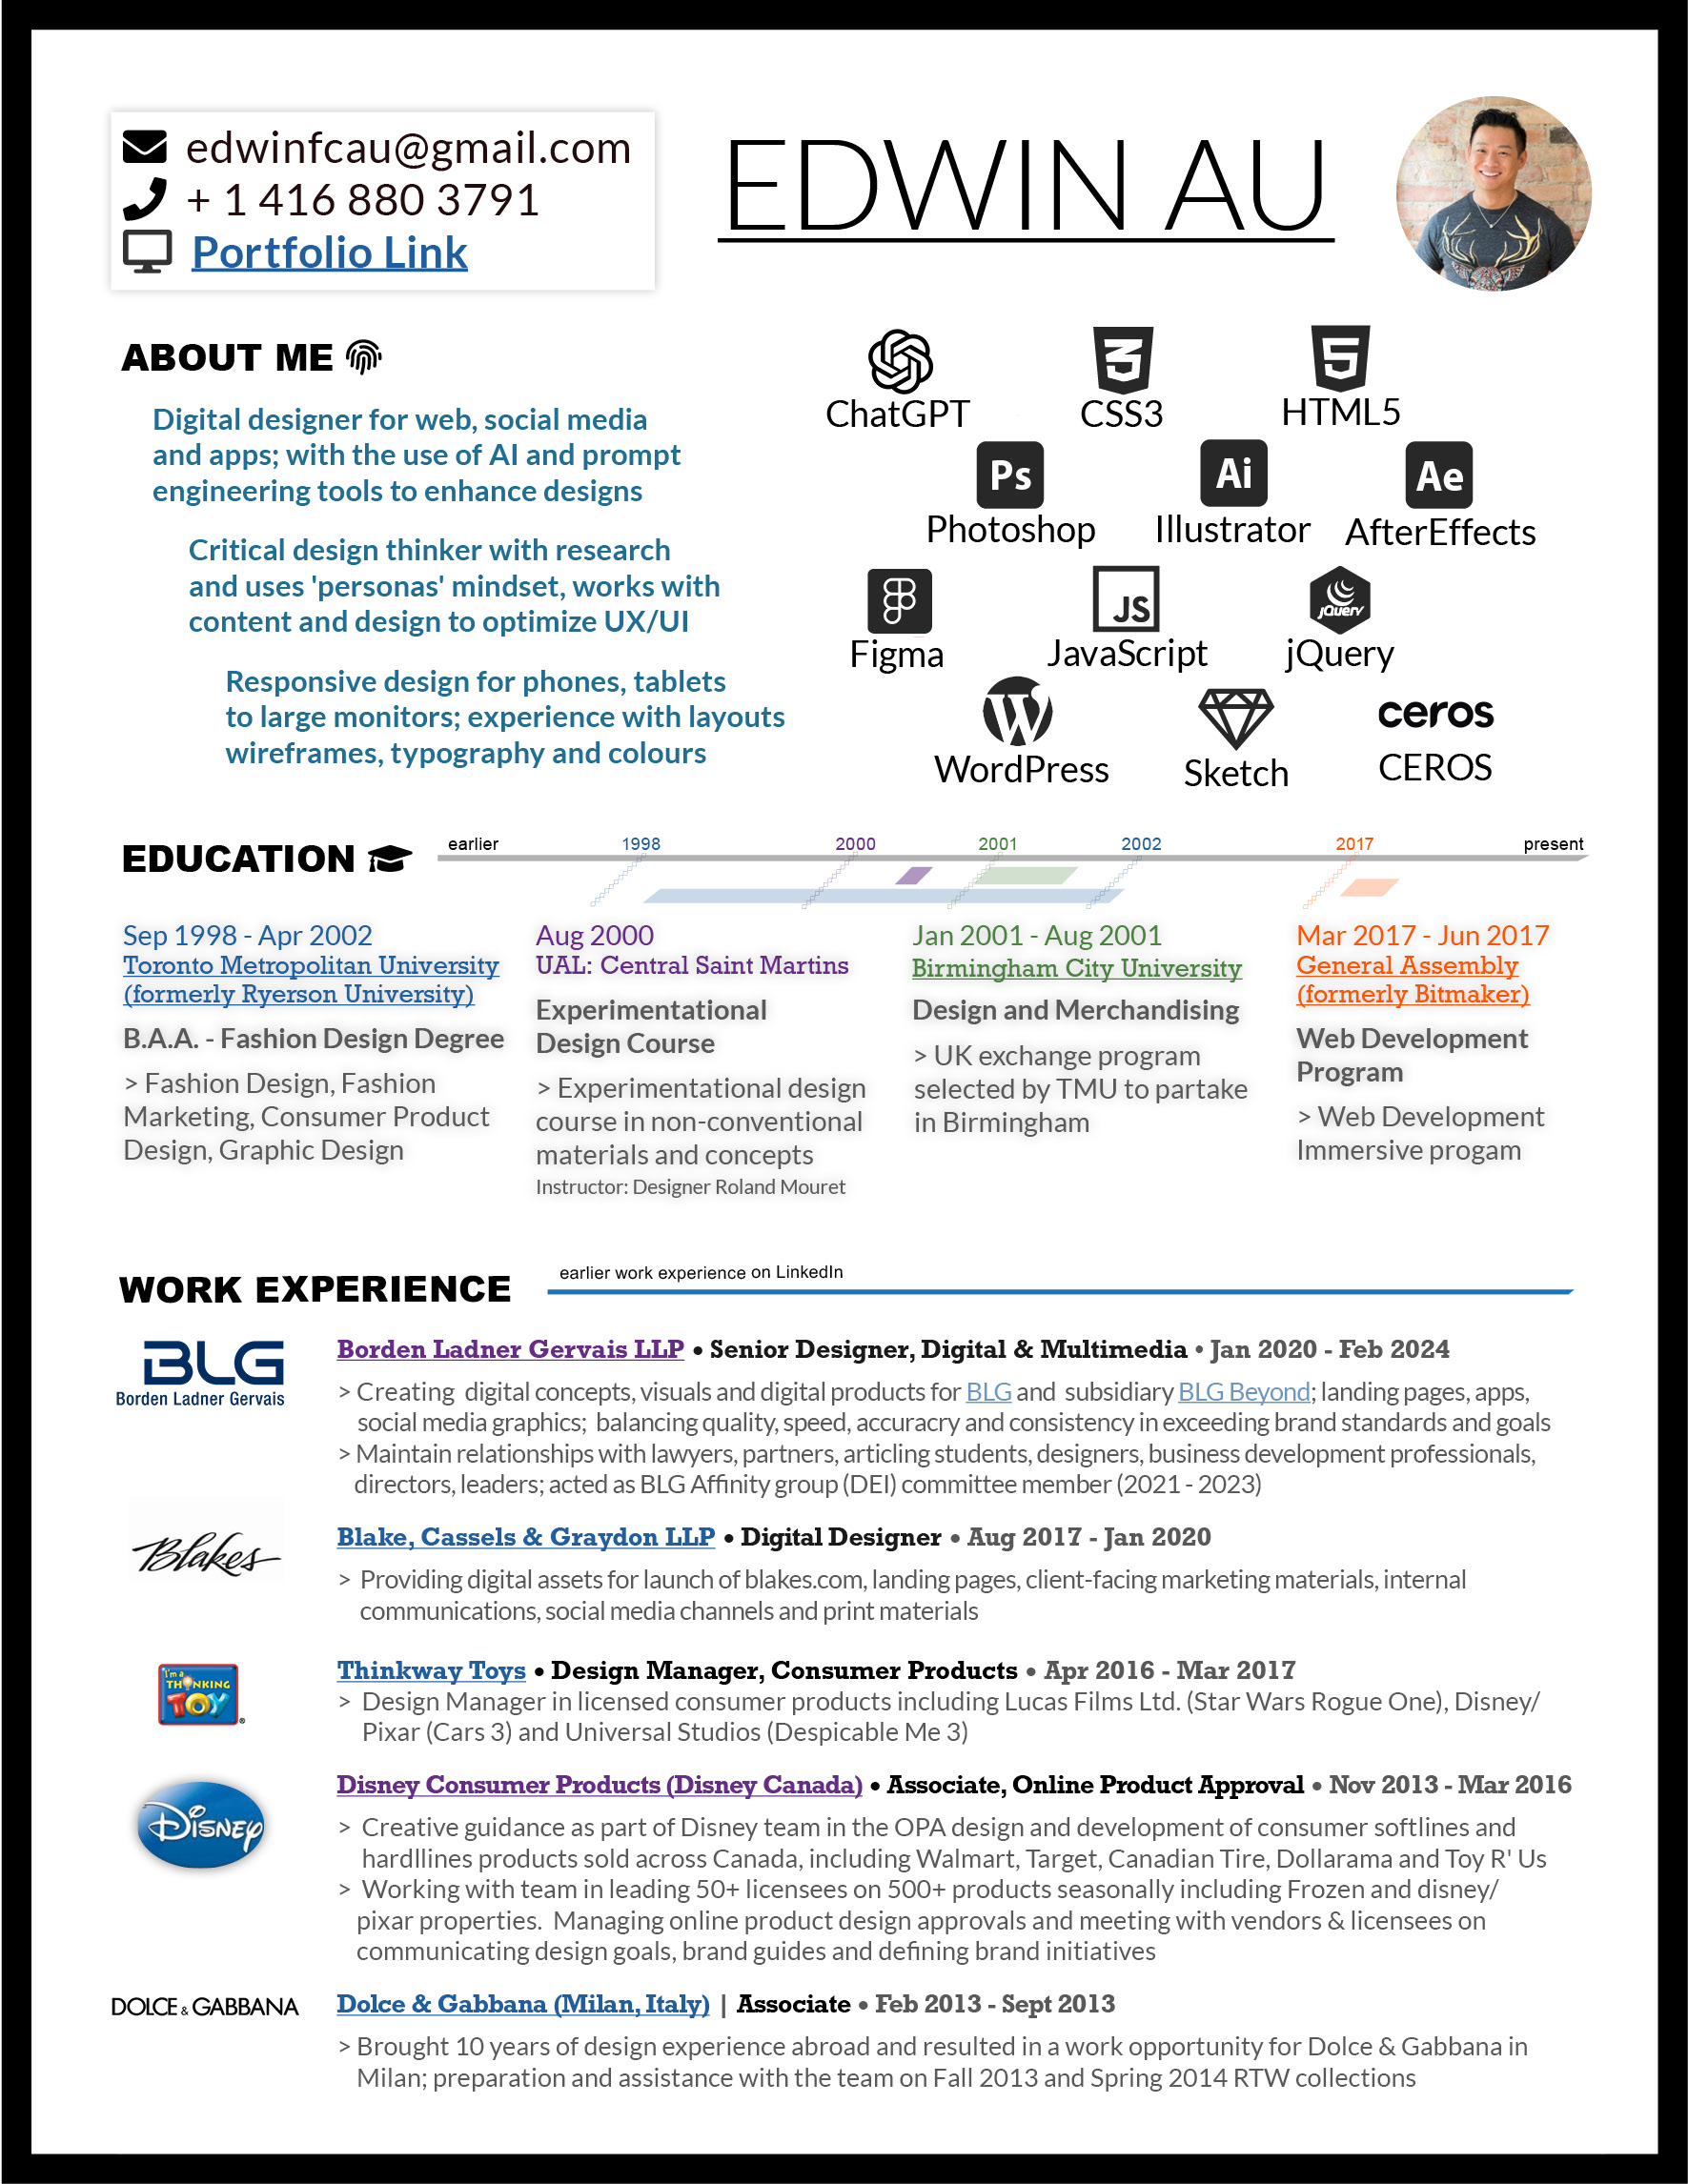 edwinfcau@gmail.com
+ 1 416 880 3791
Portfolio Link
EDWIN AU
ABOUT ME
Digital designer for web, social media
and apps; with the use of AI and prompt
engineering tools to enhance designs
Critical design thinker with research
and uses 'personas' mindset, works with
content and design to optimize UX/UI
Responsive design for phones, tablets
to large monitors; experience with layouts
wireframes, typography and colours
3
5
ChatGPT
CSS3
HTML5
Ps
Ai
Ae
Photoshop
Illustrator
AfterEffects
JS
jQuery
Figma
JavaScript
jQuery
W
ceros
WordPress
Sketch
CEROS
EDUCATION
earlier
1998
2000
2001
2002
2017
present
Sep 1998 - Apr 2002
Toronto Metropolitan University
(formerly Ryerson University)
B.A.A. - Fashion Design Degree
> Fashion Design, Fashion
Marketing, Consumer Product
Design, Graphic Design
Aug 2000
UAL: Central Saint Martins
Experimentational
Design Course
> Experimentational design
course in non-conventional
materials and concepts
Instructor: Designer Roland Mouret
Jan 2001 - Aug 2001
Birmingham City University
Design and Merchandising
> UK exchange program
selected by TMU to partake
in Birmingham
Mar 2017 - Jun 2017
General Assembly
(formerly Bitmaker)
Web Development
Program
> Web Development
Immersive progam
WORK EXPERIENCE
earlier work experience on LinkedIn
BLG
Borden Ladner Gervais
Borden Ladner Gervais LLP • Senior Designer, Digital & Multimedia • Jan 2020 - Feb 2024
> Creating digital concepts, visuals and digital products for BLG and subsidiary BLG Beyond; landing pages, apps,
social media graphics; balancing quality, speed, accuracry and consistency in exceeding brand standards and goals
> Maintain relationships with lawyers, partners, articling students, designers, business development professionals,
directors, leaders; acted as BLG Affinity group (DEI) committee member (2021 - 2023)
Blakes
Blake, Cassels & Graydon LLP • Digital Designer • Aug 2017 - Jan 2020
> Providing digital assets for launch of blakes.com, landing pages, client-facing marketing materials, internal
communications, social media channels and print materials
I'm a
THINKING
TOY
®
Thinkway Toys • Design Manager, Consumer Products • Apr 2016 - Mar 2017
> Design Manager in licensed consumer products including Lucas Films Ltd. (Star Wars Rogue One), Disney/
Pixar (Cars 3) and Universal Studios (Despicable Me 3)
Disney
Disney Consumer Products (Disney Canada) • Associate, Online Product Approval • Nov 2013 - Mar 2016
> Creative guidance as part of Disney team in the OPA design and development of consumer softlines and
hardllines products sold across Canada, including Walmart, Target, Canadian Tire, Dollarama and Toy R' Us
> Working with team in leading 50+ licensees on 500+ products seasonally including Frozen and disney/
pixar properties. Managing online product design approvals and meeting with vendors & licensees on
communicating design goals, brand guides and defining brand initiatives
DOLCE & GABBANA
Dolce & Gabbana (Milan, Italy) | Associate • Feb 2013 - Sept 2013
> Brought 10 years of design experience abroad and resulted in a work opportunity for Dolce & Gabbana in
Milan; preparation and assistance with the team on Fall 2013 and Spring 2014 RTW collections